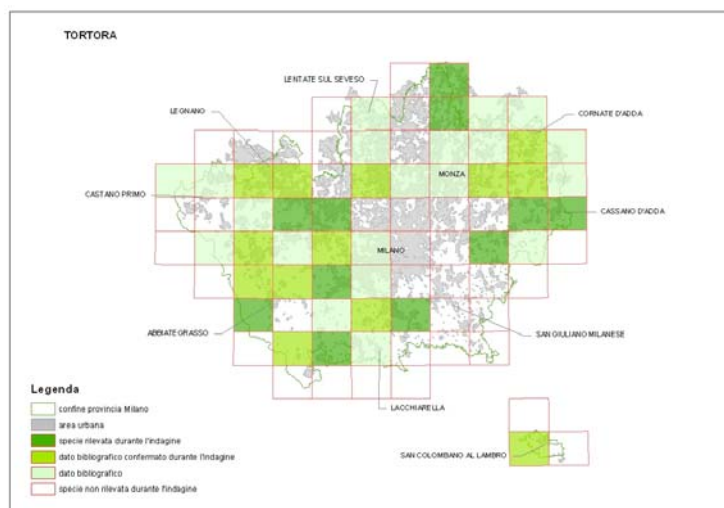 TORTORA
LENTATE SUL SEVESO
LEGNANO
CORNATE D'ADDA
MONZA
CASTANO PRIMO
CASSANO D'ADDA
MILANO
ABBIATEGRASSO
SAN GIULIANO MILANESE
LACCHIARELLA
SAN COLOMBANO AL LAMBRO
Legenda
confine provincia Milano
area urbana
specie rilevata durante l'indagine
dato bibliografico confermato durante l'indagine
dato bibliografico
specie non rilevata durante l'indagine